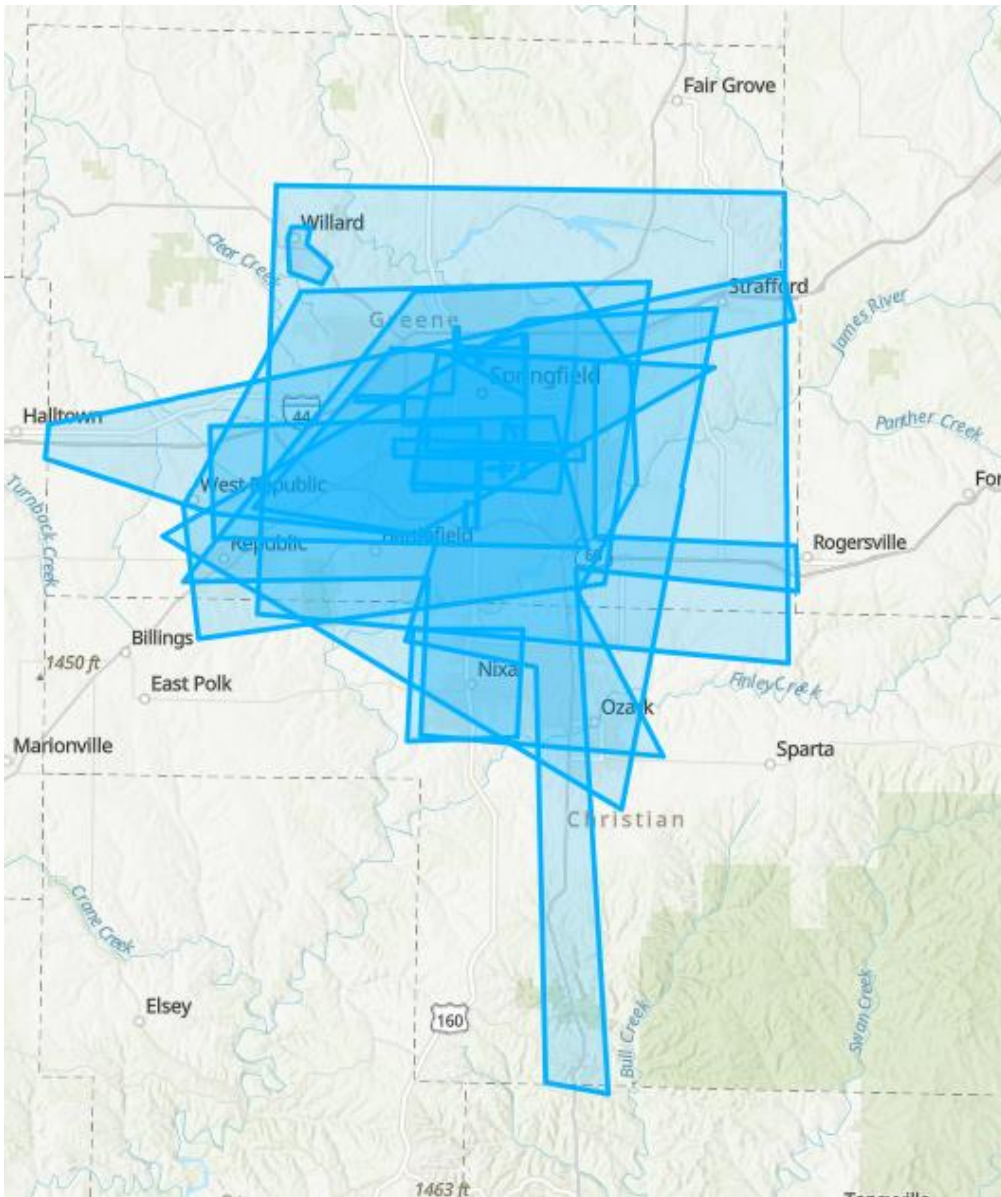 Fair Grove
Willard
Clear Creek
Strafford
James River
Greene
Springfield
Halltown
44
Panther Creek
West Republic
Turnback Creek
Republic
Rogersville
Billings
1450 ft
Nixa
East Polk
Finley Creek
Ozark
Marionville
Sparta
Christian
Crane Creek
Elsey
160
Bull Creek
Swan Creek
1463 ft